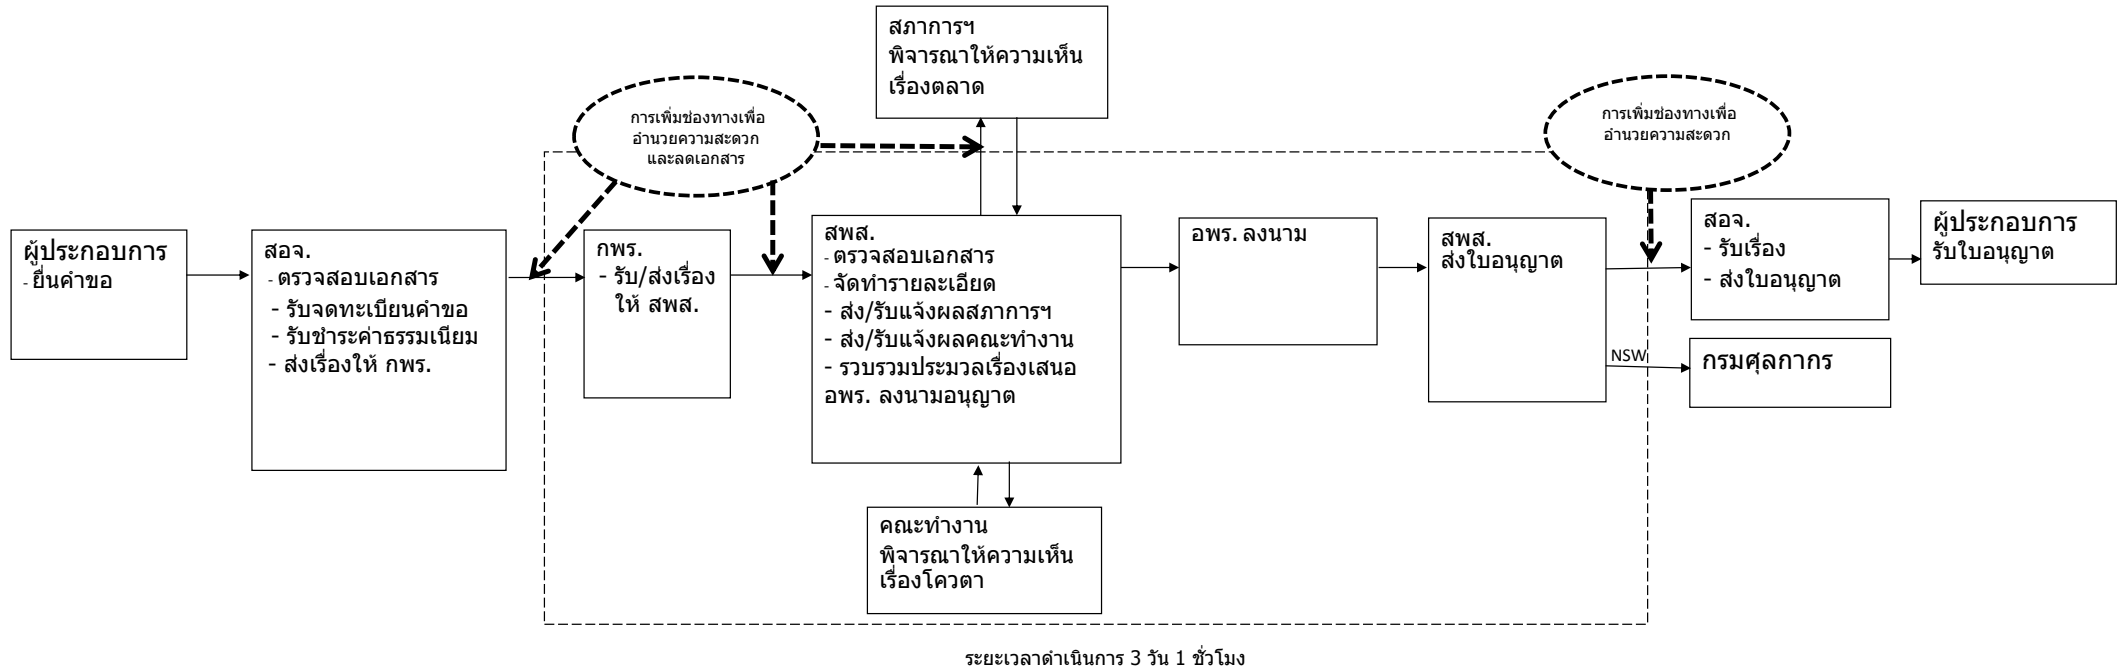 สภาการฯ
พิจารณาให้ความเห็น
เรื่องตลาด
การเพิ่มช่องทางเพื่อ
อำนวยความสะดวก
และลดเอกสาร
การเพิ่มช่องทางเพื่อ
อำนวยความสะดวก
ผู้ประกอบการ
- ยื่นคำขอ
สอจ.
- ตรวจสอบเอกสาร
- รับจดทะเบียนคำขอ
- รับชำระค่าธรรมเนียม
- ส่งเรื่องให้ กพร.
กพร.
- รับ/ส่งเรื่อง
ให้ สพส.
สพส.
- ตรวจสอบเอกสาร
- จัดทำรายละเอียด
- ส่ง/รับแจ้งผลสภาการฯ
- ส่ง/รับแจ้งผลคณะทำงาน
- รวบรวมประมวลเรื่องเสนอ
อพร. ลงนามอนุญาต
อพร. ลงนาม
สพส.
ส่งใบอนุญาต
สอจ.
- รับเรื่อง
- ส่งใบอนุญาต
ผู้ประกอบการ
รับใบอนุญาต
NSW
กรมศุลกากร
คณะทำงาน
พิจารณาให้ความเห็น
เรื่องโควตา
ระยะเวลาดำเนินการ 3 วัน 1 ชั่วโมง